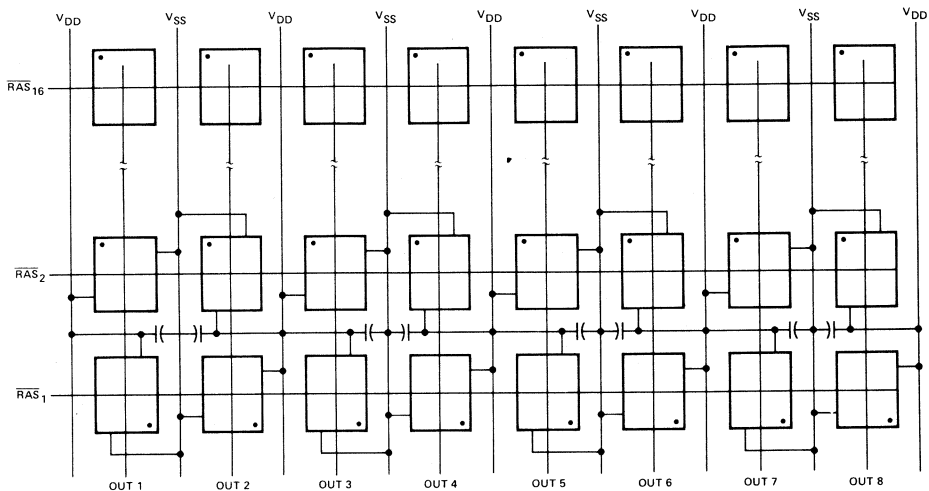 VDD VSS VDD VSS VDD VSS VDD VSS VDD
RAS16
RAS2
RAS1
OUT 1 OUT 2 OUT 3 OUT 4 OUT 5 OUT 6 OUT 7 OUT 8